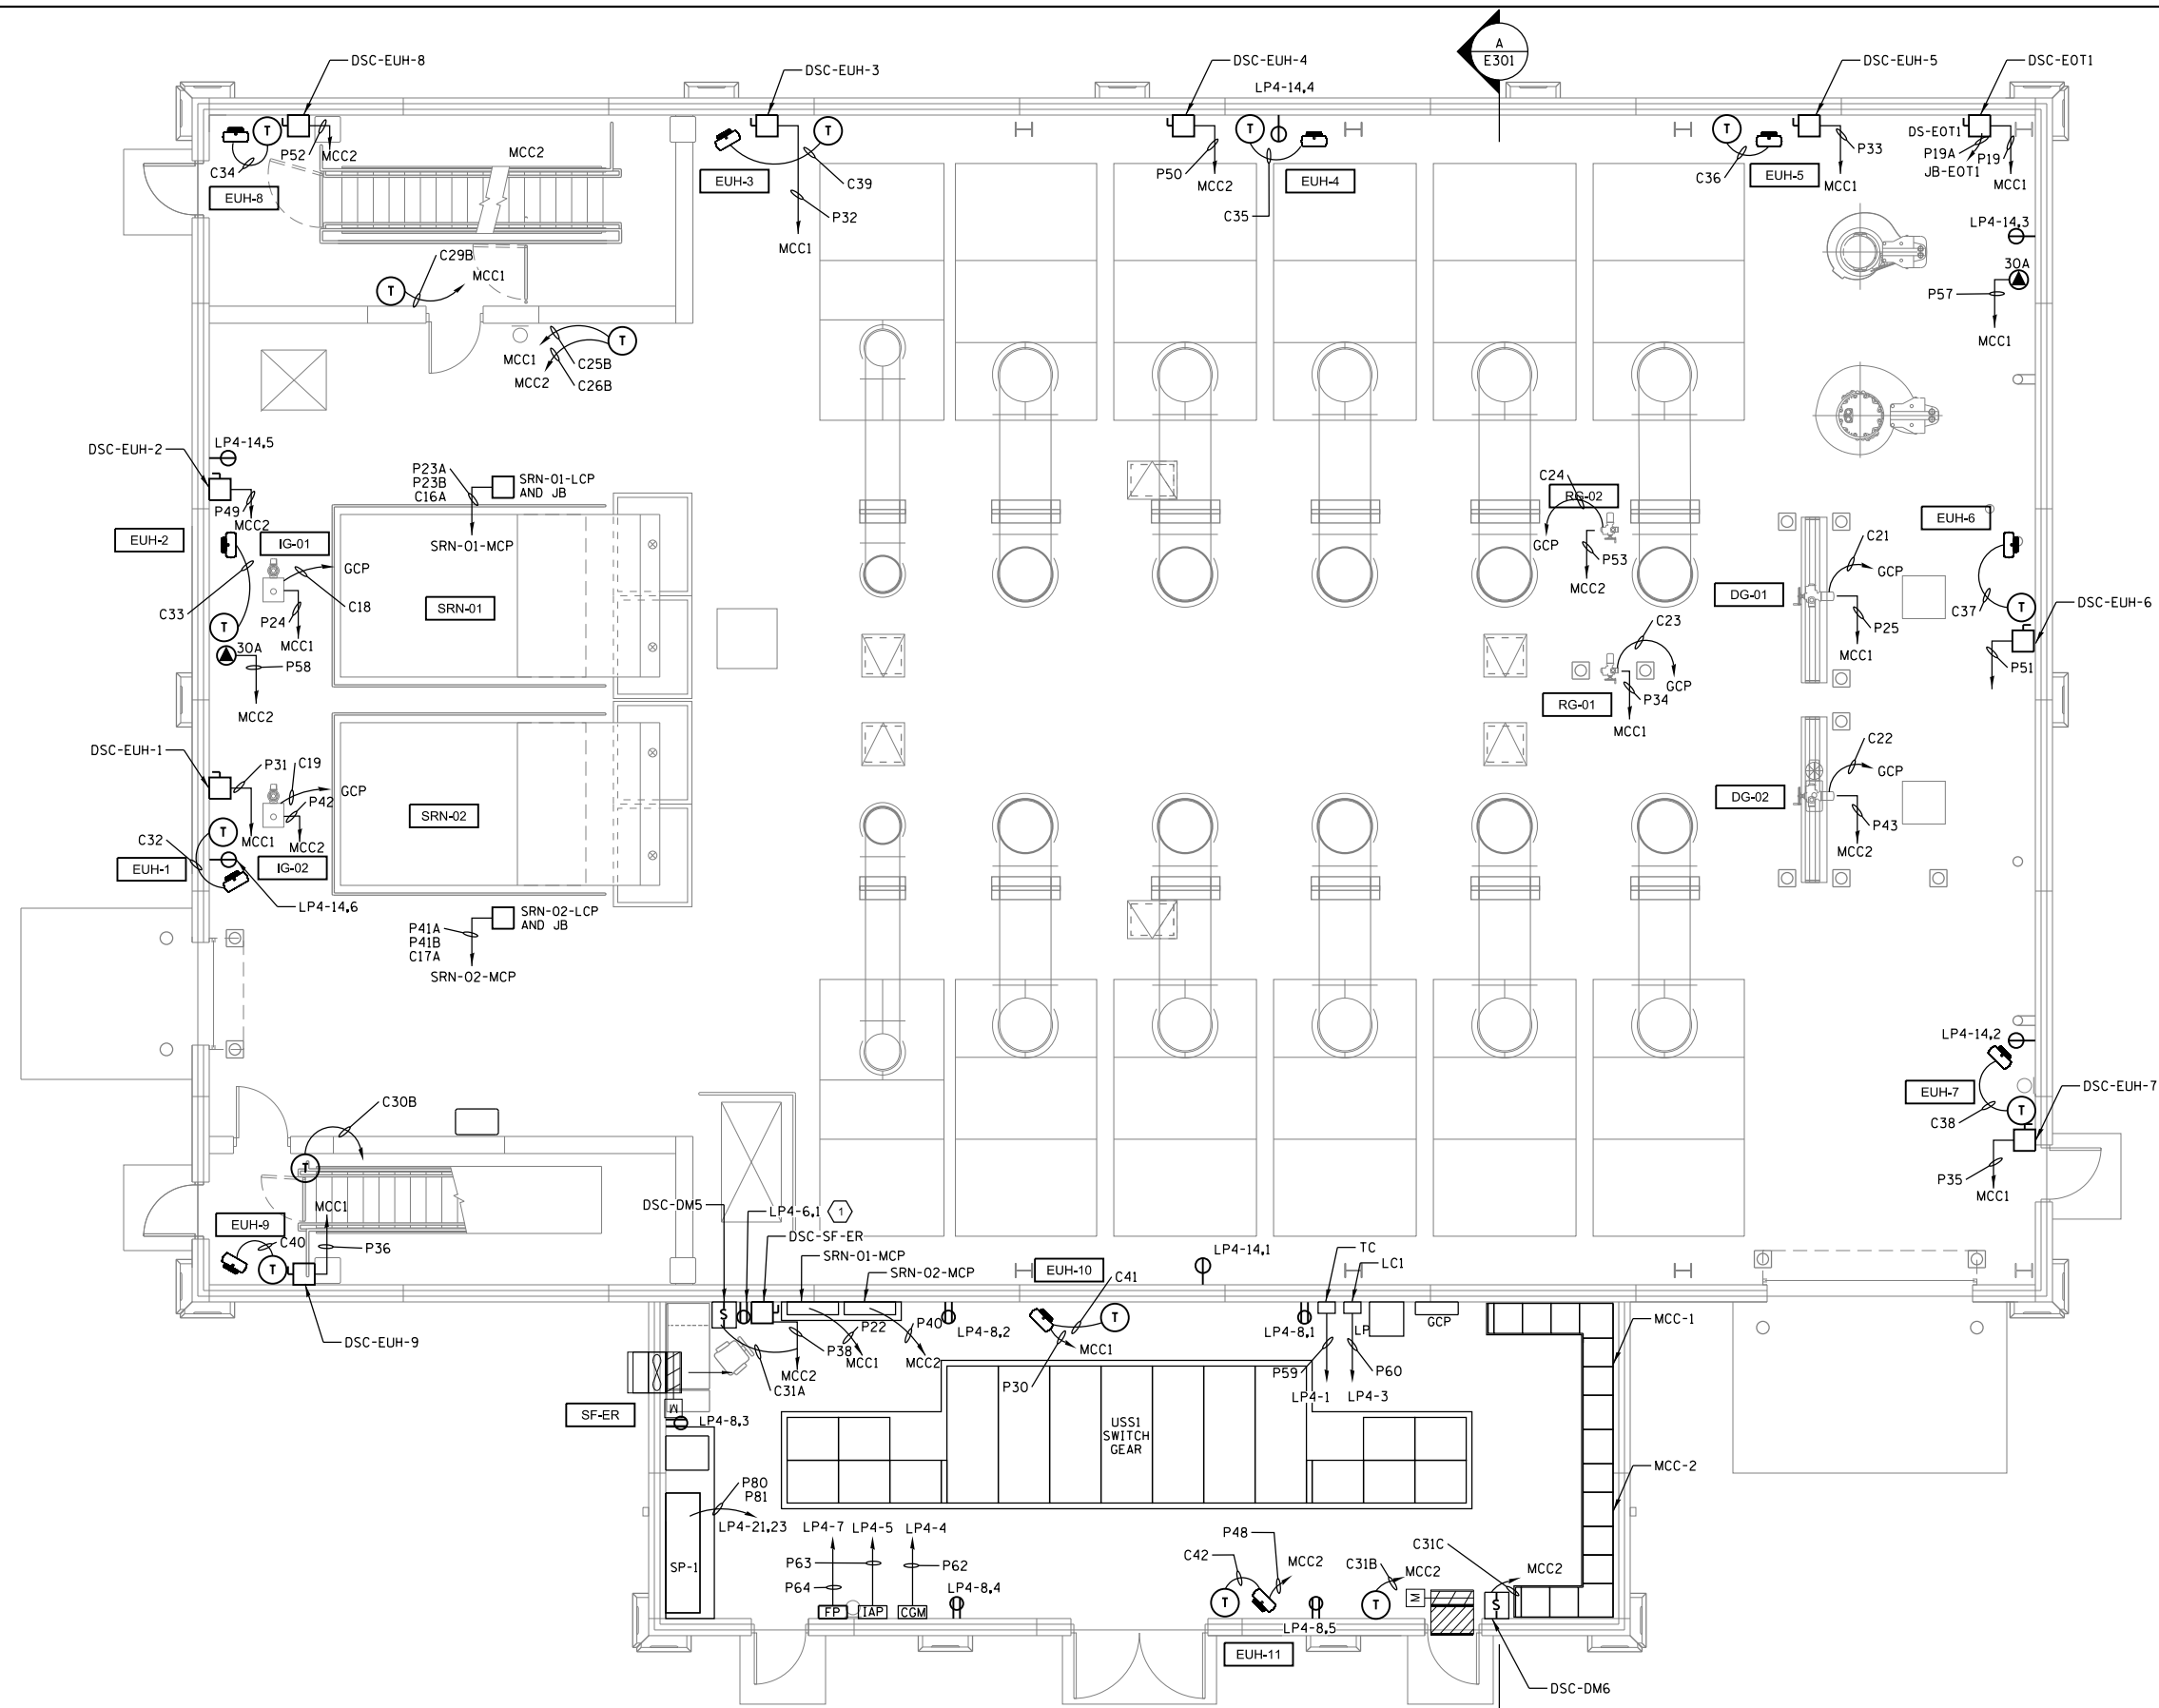 A
E301
DSC-EUH-8
DSC-EUH-3
DSC-EUH-4
LP4-14,4
DSC-EUH-5
DSC-EOT1
T
P52
MCC2
MCC2
C34
EUH-8
T
EUH-3
C39
P32
MCC1
P50
MCC2
T
EUH-4
C35
T
C36
EUH-5
P33
MCC1
DS-EOT1
P19A
P19
JB-EOT1
MCC1
LP4-14,3
30A
P57
MCC1
C29B
MCC1
T
T
MCC1
MCC2
C25B
C26B
LP4-14,5
DSC-EUH-2
P49
MCC2
EUH-2
IG-01
GCP
C33
C18
P24
MCC1
T
30A
P58
MCC2
P23A
P23B
C16A
SRN-01-LCP
AND JB
SRN-01-MCP
SRN-01
C24
RG-02
GCP
P53
MCC2
C23
RG-01
P34
GCP
MCC1
C21
GCP
DG-01
P25
MCC1
EUH-6
C37
T
DSC-EUH-6
P51
DSC-EUH-1
P31
C19
GCP
P42
MCC1
MCC2
T
C32
EUH-1
IG-02
LP4-14,6
SRN-02
P41A
P41B
C17A
SRN-02-LCP
AND JB
SRN-02-MCP
C22
GCP
DG-02
P43
MCC2
LP4-14,2
EUH-7
C38
T
DSC-EUH-7
P35
MCC1
C30B
T
MCC1
EUH-9
C40
P36
T
DSC-EUH-9
DSC-DM5
LP4-6,1
1
DSC-SF-ER
SRN-01-MCP
SRN-02-MCP
EUH-10
C41
LP4-14,1
TC
LC1
S
P38
P22
P40
MCC2
MCC1
MCC2
C31A
LP4-8,2
T
MCC1
P30
LP4-8,1
LP
GCP
P59
P60
LP4-1
LP4-3
MCC-1
SF-ER
M
LP4-8,3
USS1
SWITCH
GEAR
MCC-2
P80
P81
LP4-21,23
SP-1
LP4-7
LP4-5
LP4-4
P63
P62
P64
FP
IAP
CGM
LP4-8,4
P48
C42
MCC2
T
LP4-8,5
EUH-11
C31B
MCC2
T
M
C31C
MCC2
S
DSC-DM6